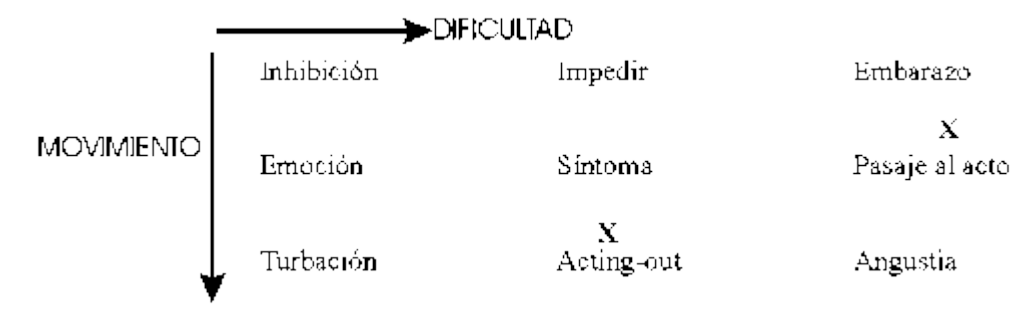 DIFICULTAD
Inhibición Impedir Embarazo
MOVIMIENTO
X
Emoción Síntoma Pasaje al acto
X
Turbación Acting-out Angustia